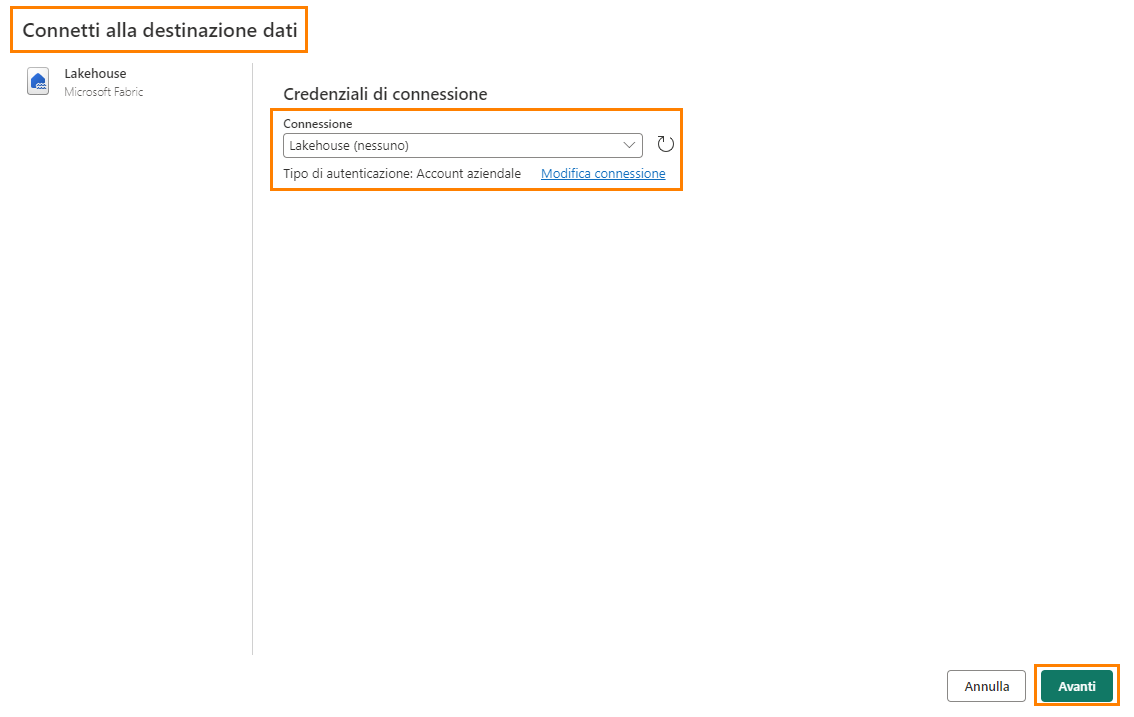 Connetti alla destinazione dati
Lakehouse
Microsoft Fabric
Credenziali di connessione
Connessione
Lakehouse (nessuno)
Tipo di autenticazione: Account aziendale Modifica connessione
Annulla Avanti